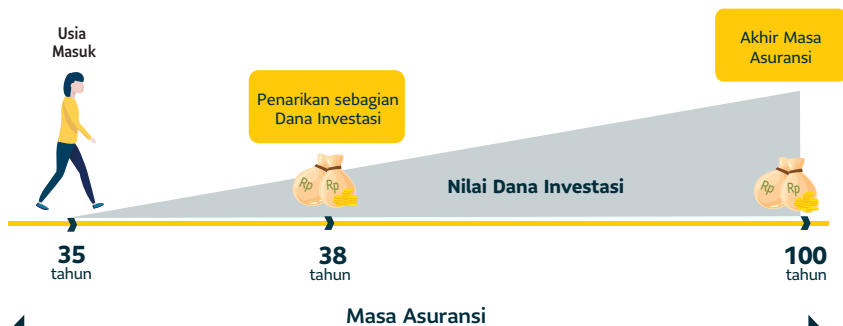 Usia
Masuk
Akhir Masa
Asuransi
Penarikan sebagian
Dana Investasi
Rp Rp
Nilai Dana Investasi
Rp Rp
35
tahun
38
tahun
100
tahun
Masa Asuransi